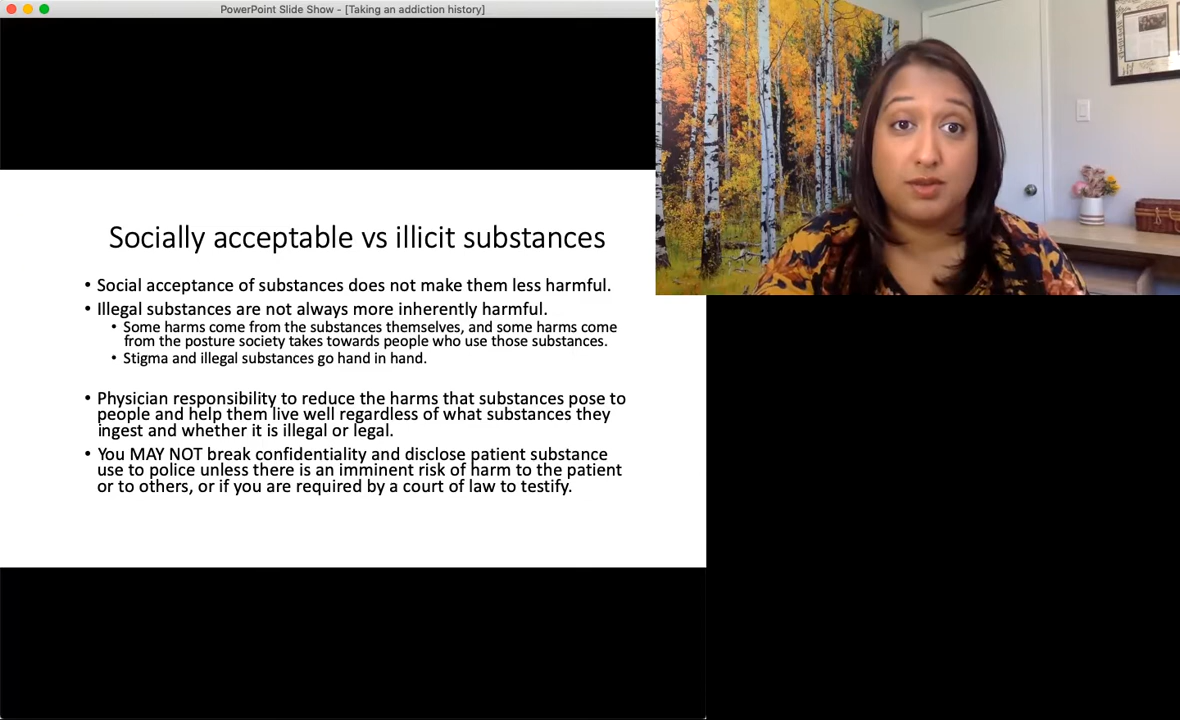 PowerPoint Slide Show - [Taking an addiction history]
Socially acceptable vs illicit substances
• Social acceptance of substances does not make them less harmful.
• Illegal substances are not always more inherently harmful.
• Some harms come from the substances themselves, and some harms come
from the posture society takes towards people who use those substances.
• Stigma and illegal substances go hand in hand.
• Physician responsibility to reduce the harms that substances pose to
people and help them live well regardless of what substances they
ingest and whether it is illegal or legal.
• You MAY NOT break confidentiality and disclose patient substance
use to police unless there is an imminent risk of harm to the patient
or to others, or if you are required by a court of law to testify.